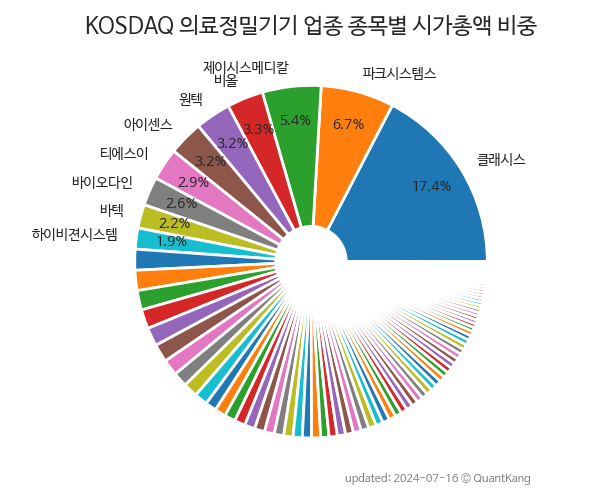 KOSDAQ 의료정밀기기 업종 종목별 시가총액 비중
제이시스메디칼
비올
파크시스템스
원텍
아이센스
티에스이
클래시스
바이오다인
바텍
하이비젼시스템
5.4%
6.7%
3.3%
3.2%
3.2%
2.9%
17.4%
2.6%
2.2%
1.9%
updated: 2024-07-16 © QuantKang